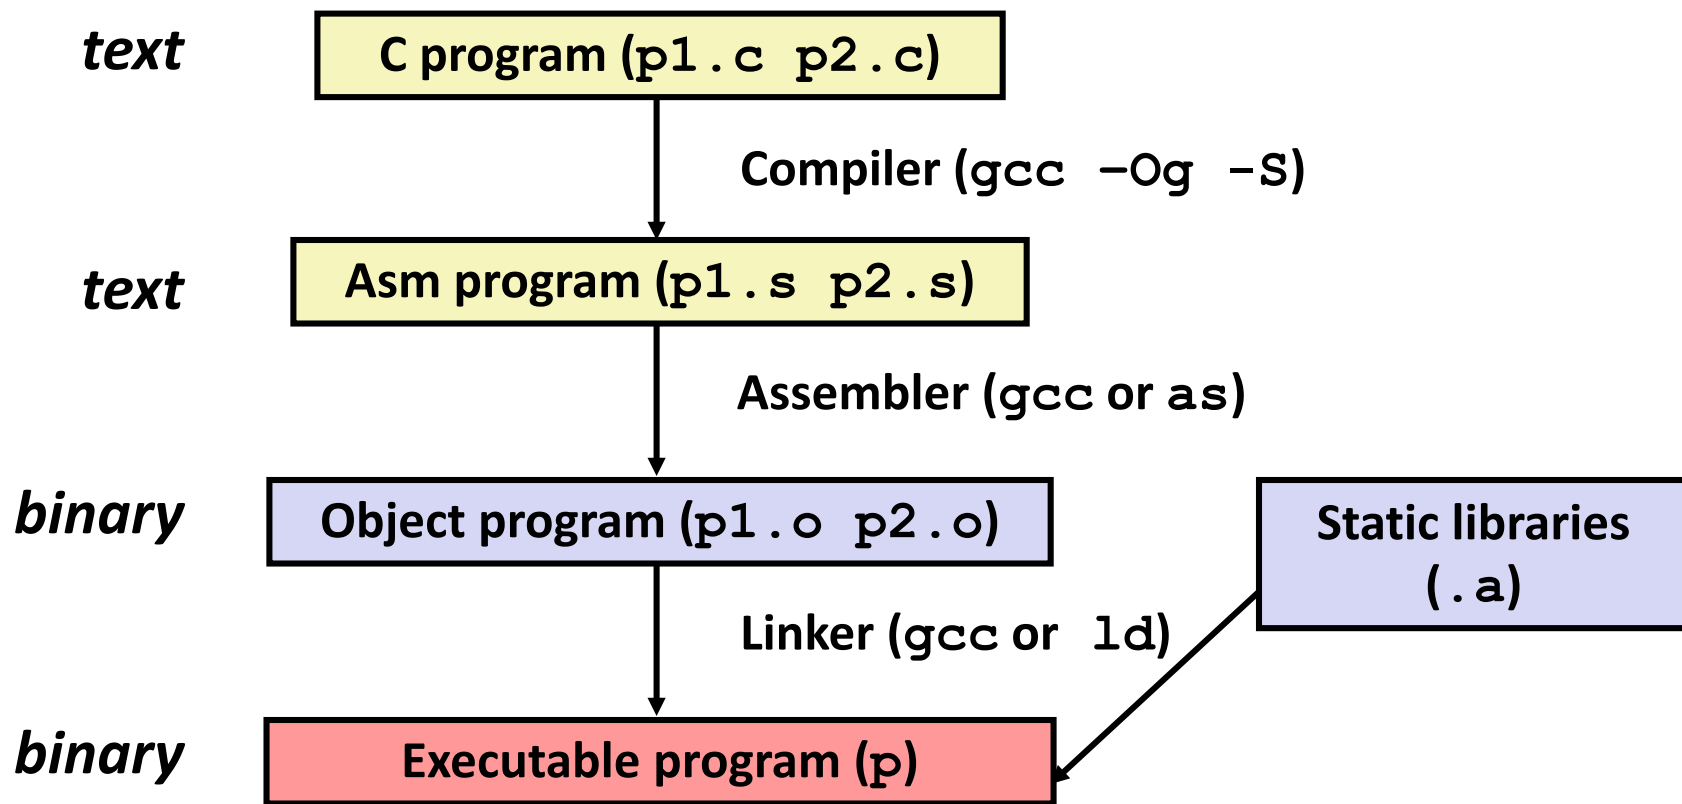 text
C program (p1.c p2.c)
Compiler (gcc –Og -S)
text
Asm program (p1.s p2.s)
Assembler (gcc or as)
binary
Object program (p1.o p2.o)
Static libraries
(.a)
Linker (gcc or ld)
binary
Executable program (p)